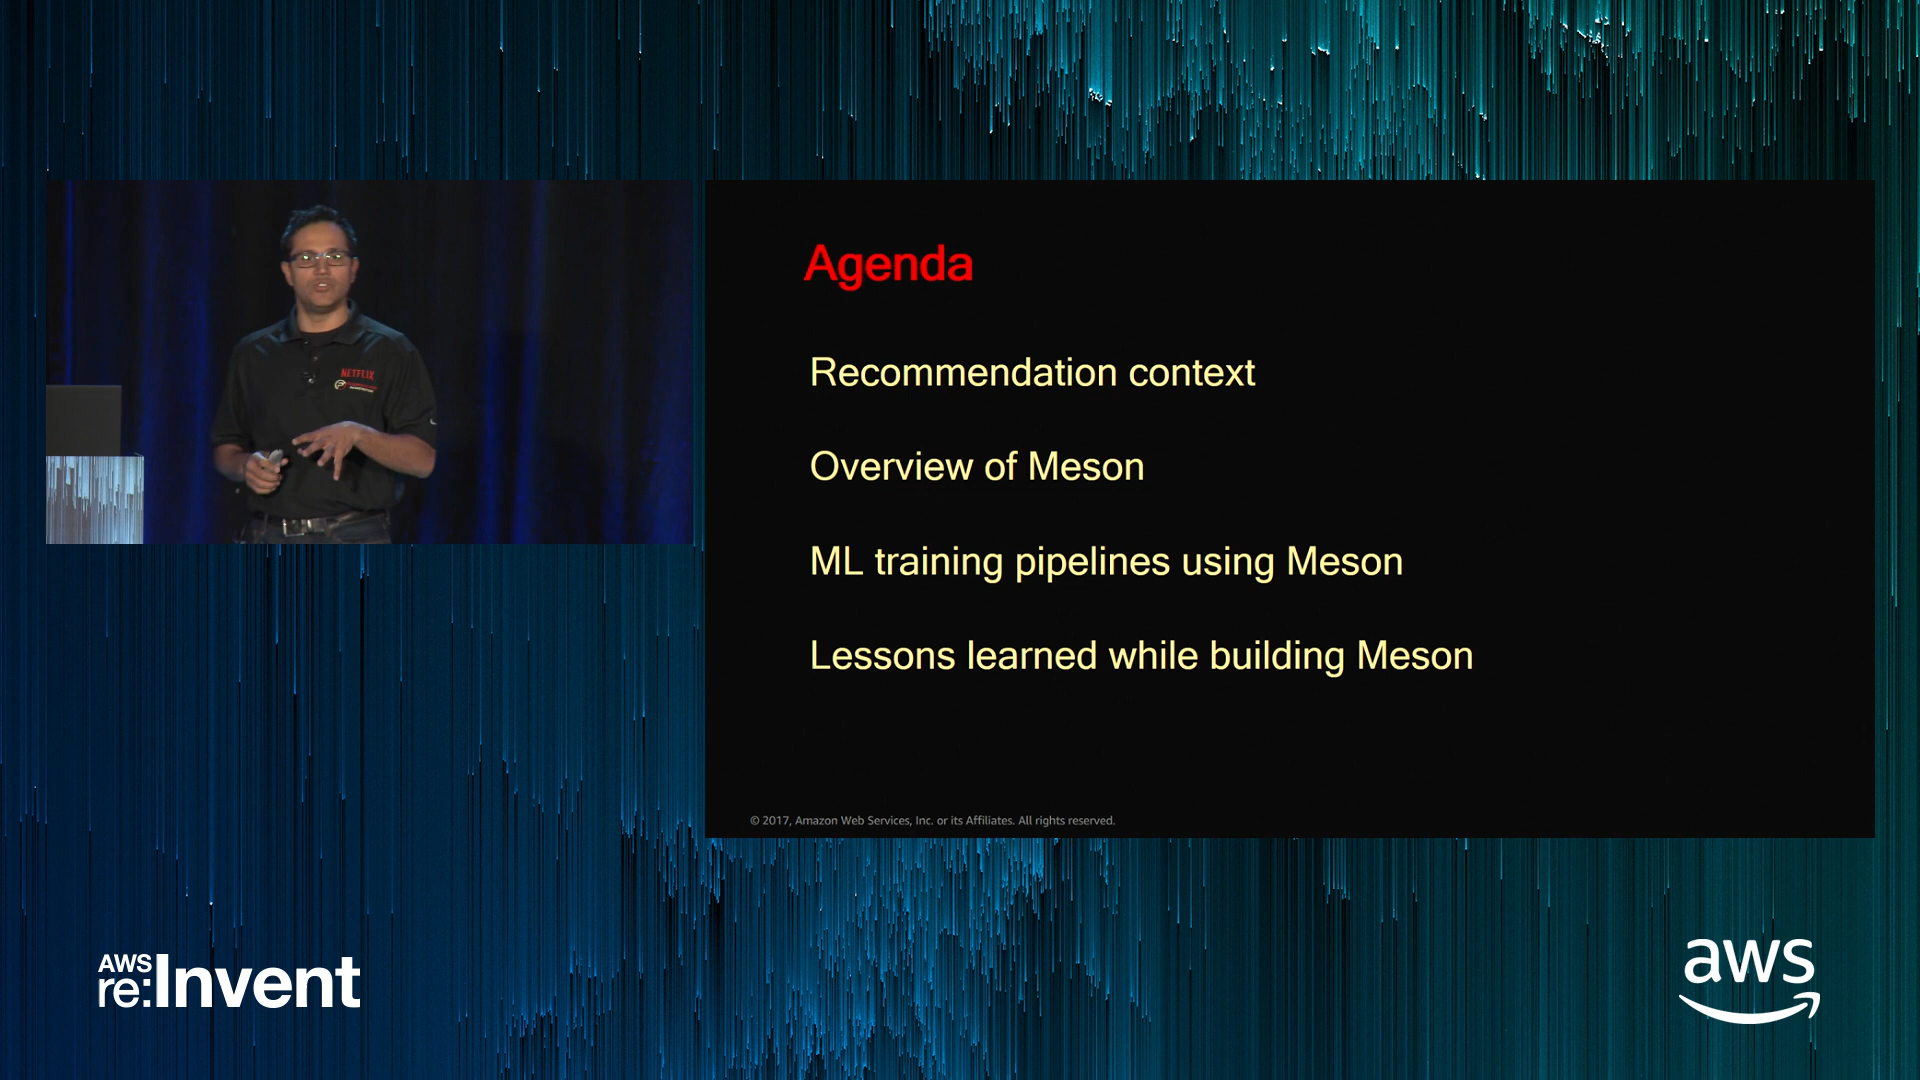 NETFLIX
Agenda
Recommendation context
Overview of Meson
ML training pipelines using Meson
Lessons learned while building Meson
© 2017, Amazon Web Services, Inc. or its Affiliates. All rights reserved.
AWS
re:Invent
aws